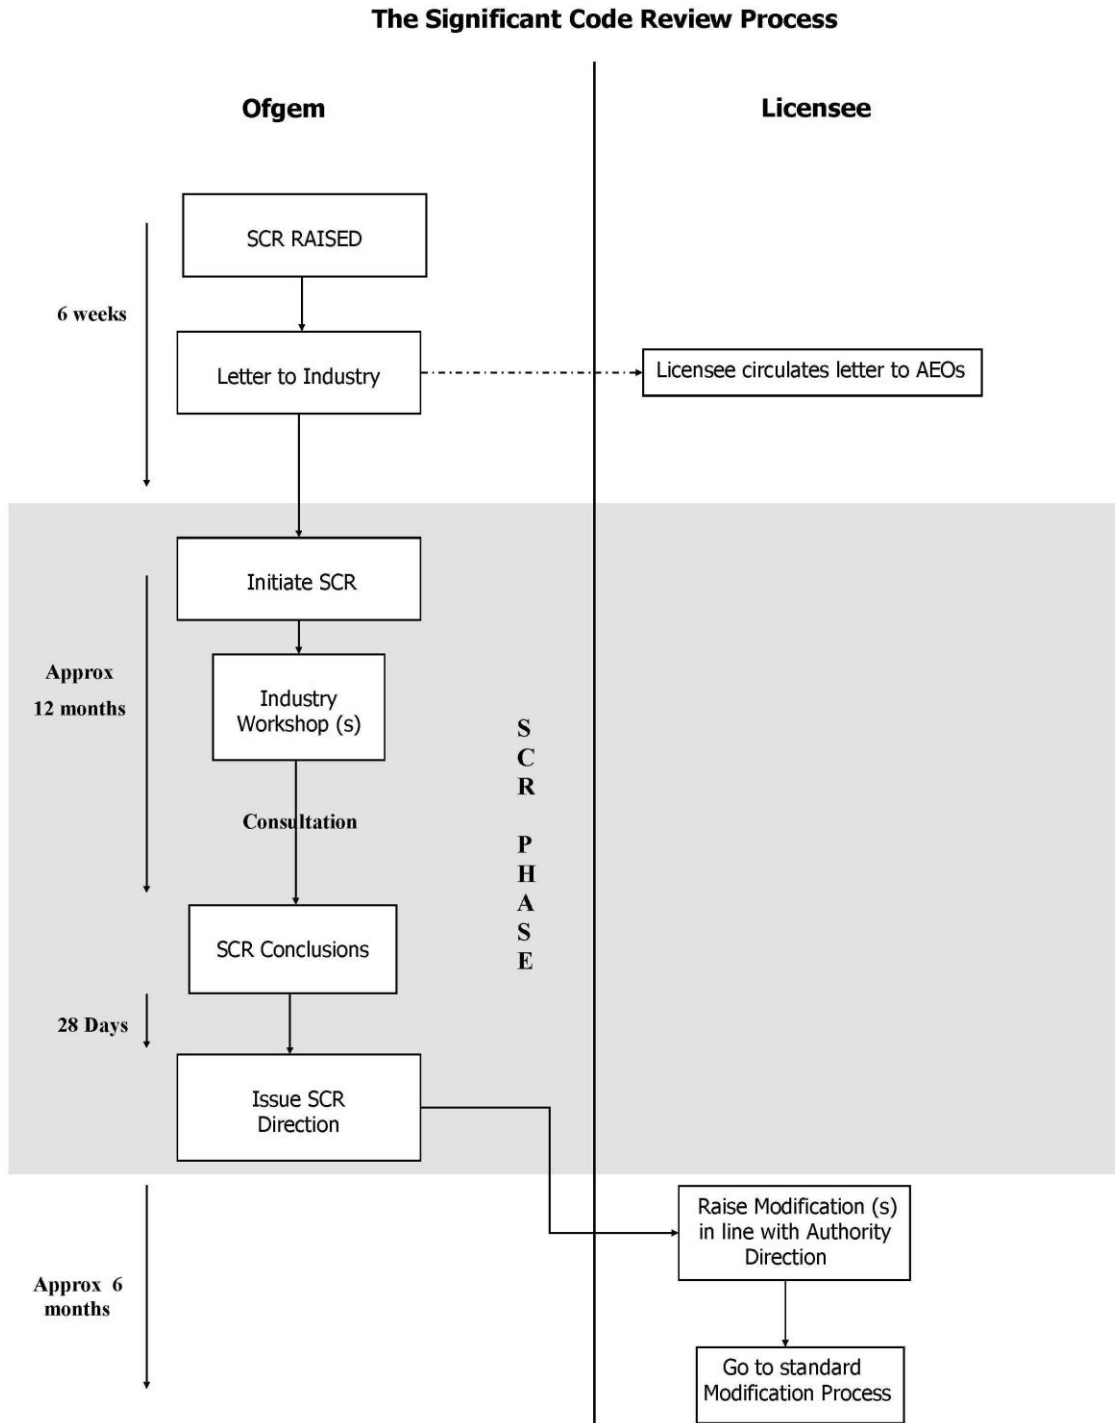 The Significant Code Review Process
Ofgem
Licensee
SCR RAISED
6 weeks
Letter to Industry
Licensee circulates letter to AEOs
Initiate SCR
Approx
12 months
Industry
Workshop (s)
Consultation
S
C
R
P
H
A
S
E
SCR Conclusions
28 Days
Issue SCR
Direction
Raise Modification (s)
in line with Authority
Direction
Approx 6
months
Go to standard
Modification Process